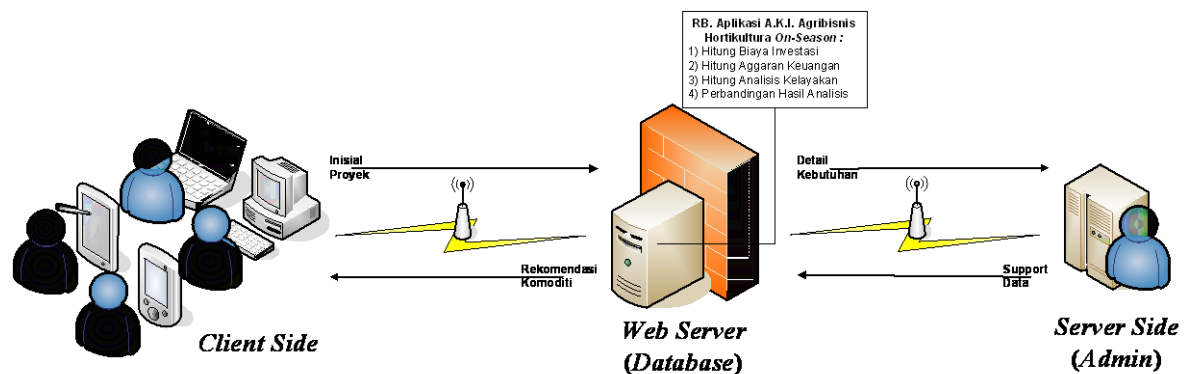 RB. Aplikasi A.K.I. Agribisnis
Hortikultura On-Season :
1) Hitung Biaya Investasi
2) Hitung Aggaran Keuangan
3) Hitung Analisis Kelayakan
4) Perbandingan Hasil Analisis
Inisial
Proyek
Detail
Kebutuhan
Rekomendasi
Komoditi
Support
Data
Client Side
Web Server
(Database)
Server Side
(Admin)